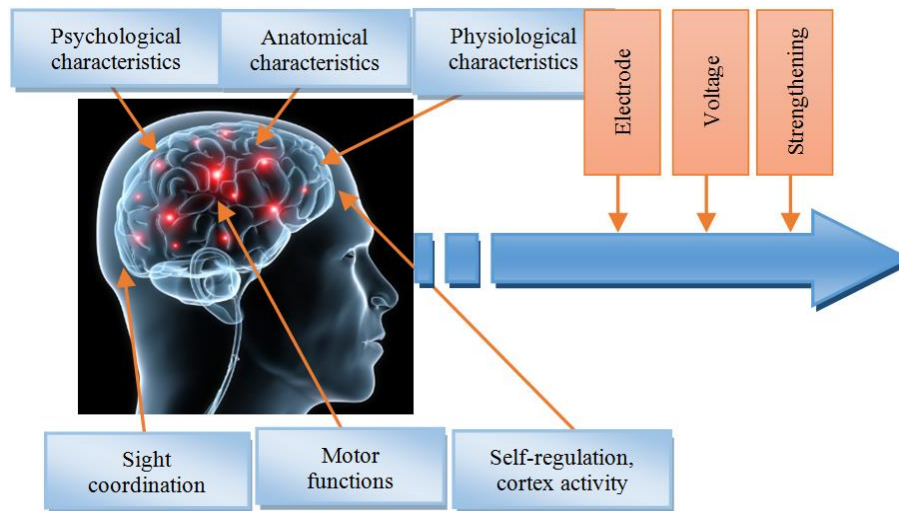 Psychological
characteristics
Anatomical
characteristics
Physiological
characteristics
Electrode
Voltage
Strengthening
Sight
coordination
Motor
functions
Self-regulation,
cortex activity